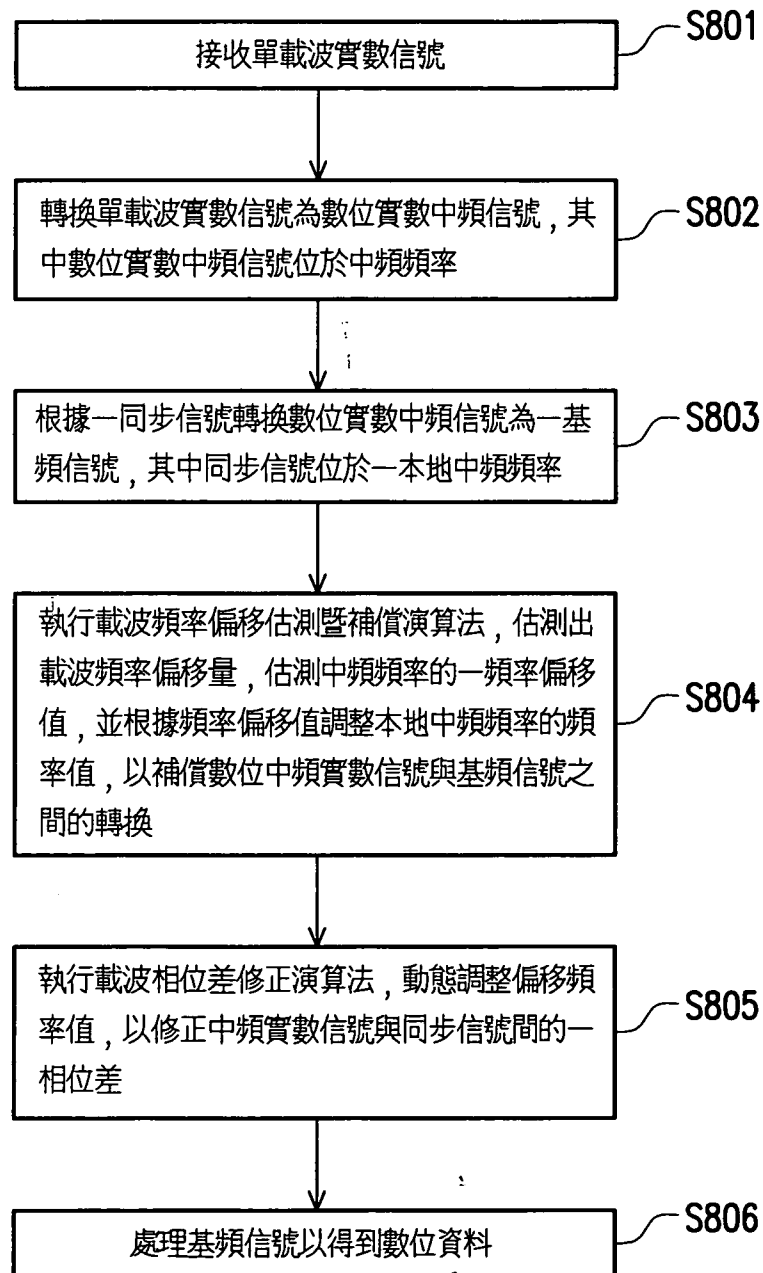 接收單載波實數信號
S801
轉換單載波實數信號為數位實數中頻信號，其
中數位實數中頻信號位於中頻頻率
S802
根據一同步信號轉換數位實數中頻信號為一基
頻信號，其中同步信號位於一本地中頻頻率
S803
執行載波頻率偏移估測暨補償演算法，估測出
載波頻率偏移量，估測中頻頻率的一頻率偏移
值，並根據頻率偏移值調整本地中頻頻率的頻
率值，以補償數位中頻實數信號與基頻信號之
間的轉換
S804
執行載波相位差修正演算法，動態調整偏移頻
率值，以修正中頻實數信號與同步信號間的一
相位差
S805
處理基頻信號以得到數位資料
S806